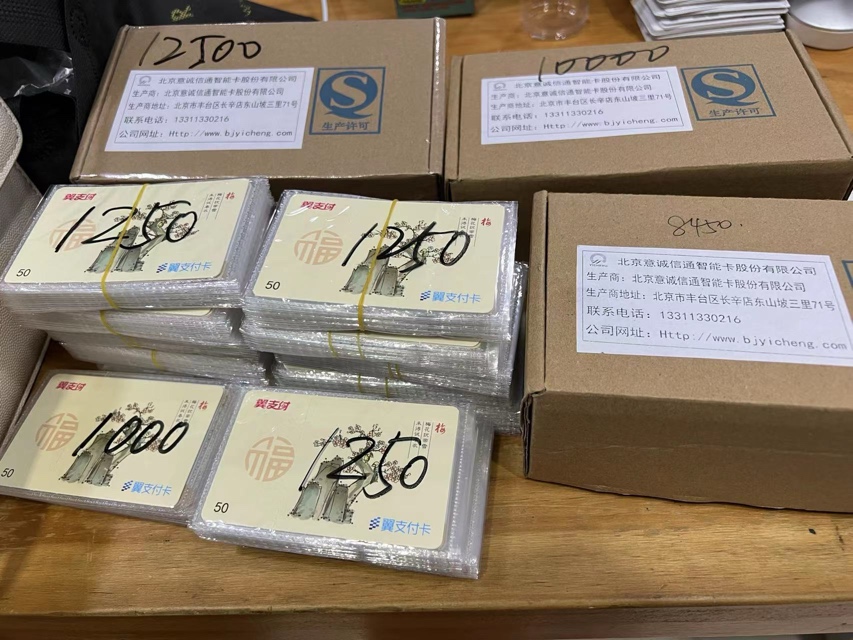 12500
北京意诚信通智能卡股份有限公司
生产商：北京意诚信通智能卡股份有限公司
生产商地址：北京市丰台区长辛店东山坡三里71号
联系电话：13311330216
公司网址：Http://www.bjyicheng.com
生产许可
10000
北京意诚信通智能卡股份有限公司
生产商：北京意诚信通智能卡股份有限公司
生产商地址：北京市丰台区长辛店东山坡三里71号
联系电话：13311330216
公司网址：Http://www.bjyicheng.com
生产许可
8450.
北京意诚信通智能卡股份有限公司
生产商：北京意诚信通智能卡股份有限公司
生产商地址：北京市丰台区长辛店东山坡三里71号
联系电话：13311330216
公司网址：Http://www.bjyicheng.com
翼支付
梅
福
1250
50
翼支付卡
翼支付
梅
福
1250
50
翼支付卡
翼支付
梅
福
1000
50
翼支付卡
翼支付
梅
福
1250
50
翼支付卡